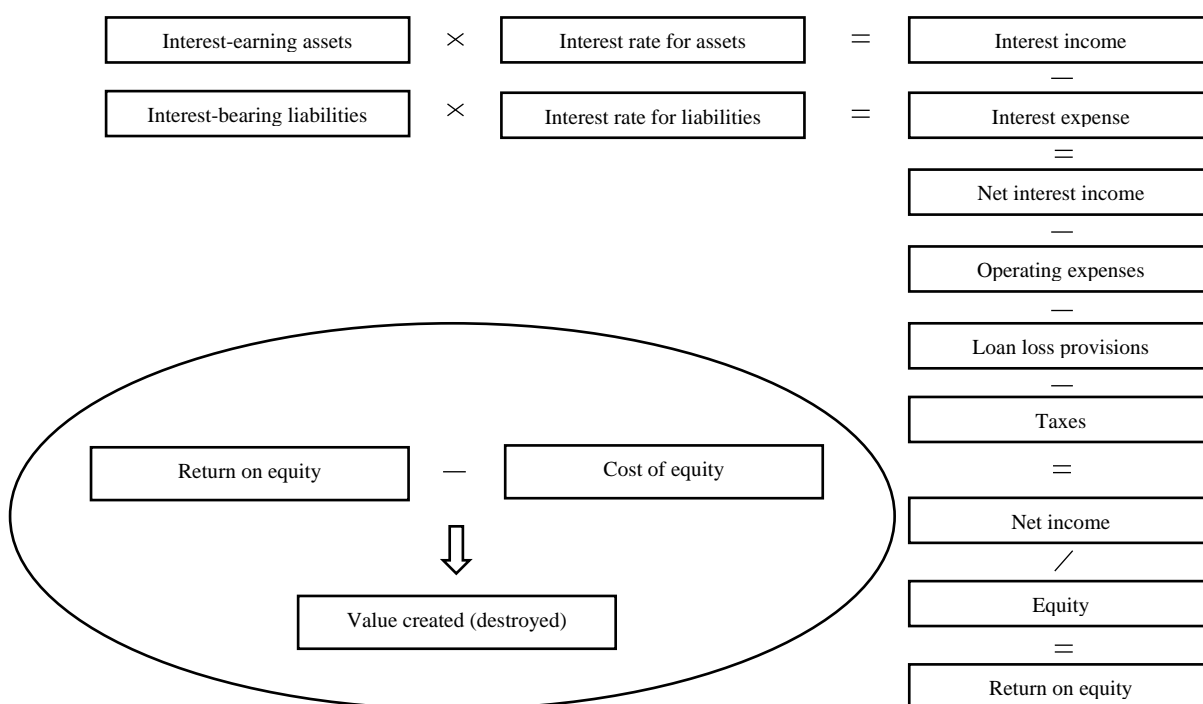 Interest-earning assets × Interest rate for assets = Interest income
—
Interest-bearing liabilities × Interest rate for liabilities = Interest expense
=
Net interest income
—
Operating expenses
—
Loan loss provisions
—
Taxes
=
Net income
/
Equity
=
Return on equity
Return on equity — Cost of equity
Value created (destroyed)